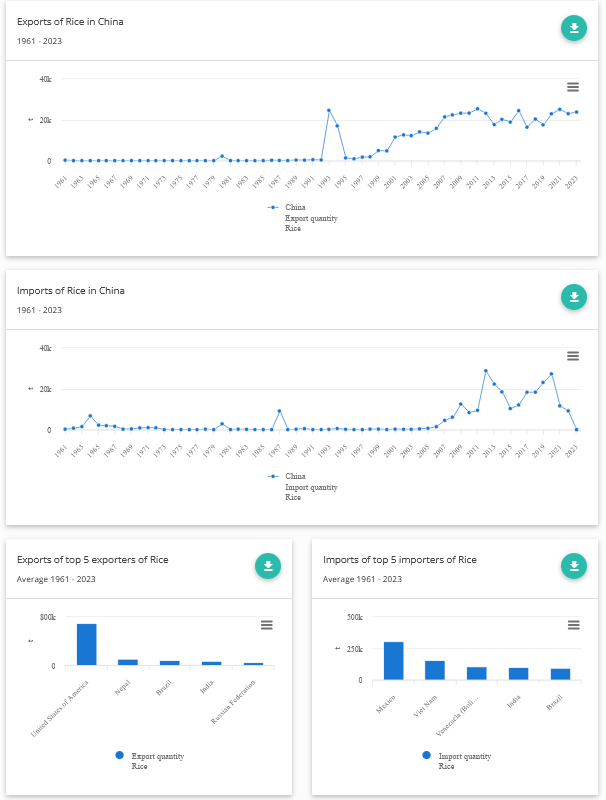 Exports of Rice in China
1961 - 2023
40k
20k
0
t
1961 1963 1965 1967 1969 1971 1973 1975 1977 1979 1981 1983 1985 1987 1989 1991 1993 1995 1997 1999 2001 2003 2005 2007 2009 2011 2013 2015 2017 2019 2021 2023
China
Export quantity
Rice
Imports of Rice in China
1961 - 2023
40k
20k
0
t
1961 1963 1965 1967 1969 1971 1973 1975 1977 1979 1981 1983 1985 1987 1989 1991 1993 1995 1997 1999 2001 2003 2005 2007 2009 2011 2013 2015 2017 2019 2021 2023
China
Import quantity
Rice
Exports of top 5 exporters of Rice
Average 1961 - 2023
800k
0
t
United States of America Nepal Brazil India Russian Federation
Export quantity
Rice
Imports of top 5 importers of Rice
Average 1961 - 2023
500k
250k
0
t
Mexico Viet Nam Venezuela (Boli... India Brazil
Import quantity
Rice